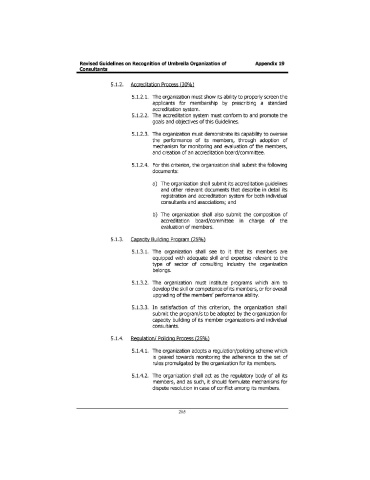 Revised Guidelines on Recognition of Umbrella Organization of Appendix 19
Consultants
5.1.2. Accreditation Process (30%)
5.1.2.1. The organization must show its ability to properly screen the
applicants for membership by prescribing a standard
accreditation system.
5.1.2.2. The accreditation system must conform to and promote the
goals and objectives of this Guidelines.
5.1.2.3. The organization must demonstrate its capability to oversee
the performance of its members, through adoption of
mechanism for monitoring and evaluation of the members,
and creation of an accreditation board/committee.
5.1.2.4. For this criterion, the organization shall submit the following
documents:
a) The organization shall submit its accreditation guidelines
and other relevant documents that describe in detail its
registration and accreditation system for both individual
consultants and associations; and
b) The organization shall also submit the composition of
accreditation board/committee in charge of the
evaluation of members.
5.1.3. Capacity Building Program (25%)
5.1.3.1. The organization shall see to it that its members are
equipped with adequate skill and expertise relevant to the
type of sector of consulting industry the organization
belongs.
5.1.3.2. The organization must institute programs which aim to
develop the skill or competence of its members, or for overall
upgrading of the members' performance ability.
5.1.3.3. In satisfaction of this criterion, the organization shall
submit the program/s to be adopted by the organization for
capacity building of its member organizations and individual
consultants.
5.1.4. Regulation/ Policing Process (25%)
5.1.4.1. The organization adopts a regulation/policing scheme which
is geared towards monitoring the adherence to the set of
rules promulgated by the organization for its members.
5.1.4.2. The organization shall act as the regulatory body of all its
members, and as such, it should formulate mechanisms for
dispute resolution in case of conflict among its members.